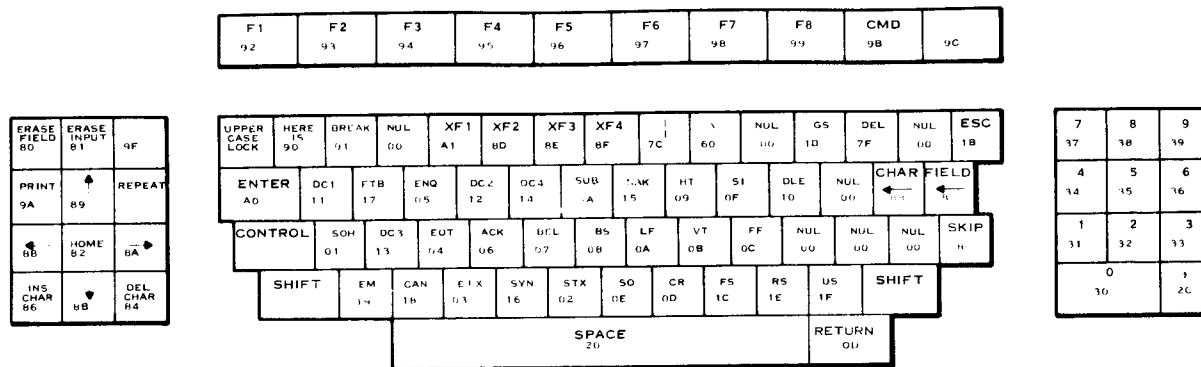 F1 F2 F3 F4 F5 F6 F7 F8 CMD
92 93 94 95 96 97 98 99 9B 9C
ERASE FIELD 80
ERASE INPUT 81
9F
PRINT 9A
89
REPEAT
8B
HOME 82
8A
INS CHAR 86
8B
DEL CHAR 84
UPPER CASE LOCK
HERE IS 90
BREAK 91
NUL 00
XF1 A1
XF2 8D
XF3 8E
XF4 8F
| 7C
\ 60
NUL 00
GS 1D
DEL 7F
NUL 00
ESC 1B
ENTER A0
DC1 11
ETB 17
ENQ 05
DC2 12
DC4 14
SUB
15
HT 09
SI 0F
DLE 10
NUL 00
CHAR
FIELD
CONTROL
SOH 01
DC3 13
EOT 04
ACK 06
BEL 07
BS 08
LF 0A
VT 0B
FF 0C
NUL 00
NUL 00
NUL 00
SKIP
SHIFT
EM 19
CAN 18
ETX 03
SYN 16
STX 02
SO 0E
CR 0D
FS 1C
RS 1E
US 1F
SHIFT
SPACE 20
RETURN 0D
7 8 9
37 38 39
4 5 6
34 35 36
1 2 3
31 32 33
0 ,
30 2C